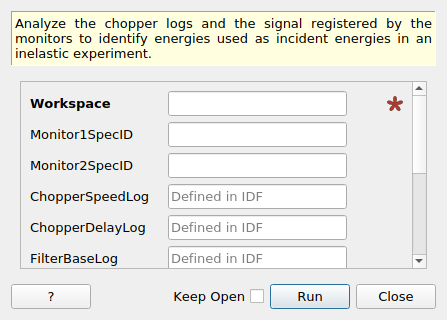 Analyze the chopper logs and the signal registered by the
monitors to identify energies used as incident energies in an
inelastic experiment.
Workspace
Monitor1SpecID
Monitor2SpecID
ChopperSpeedLog Defined in IDF
ChopperDelayLog Defined in IDF
FilterBaseLog Defined in IDF
? Keep Open Run Close